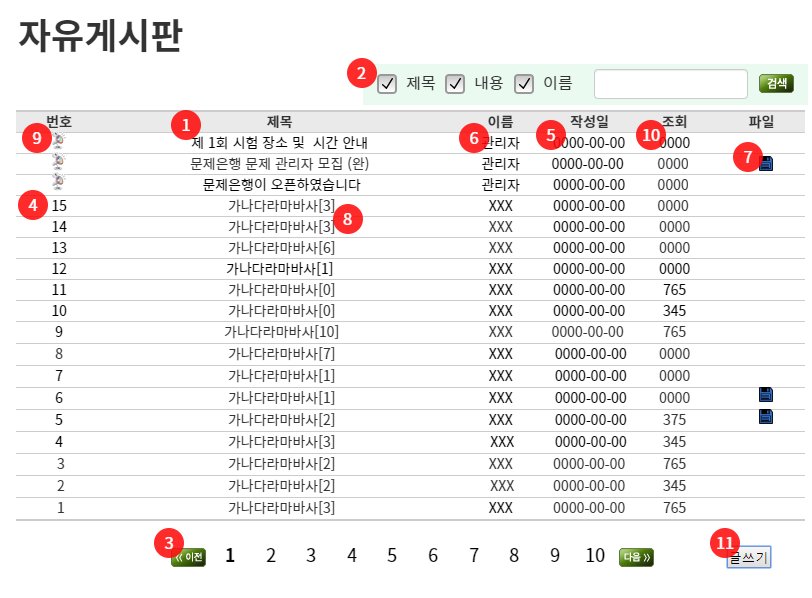 자유게시판
2 제목 내용 이름 검색
번호 1 제목 이름 작성일 조회 파일
9 제 1회 시험 장소 및 시간 안내 6 관리자 5 0000-00-00 10 0000
문제은행 문제 관리자 모집 (완) 관리자 0000-00-00 0000 7
문제은행이 오픈하였습니다 관리자 0000-00-00 0000
4 15 가나다라마바사[3] 8 XXX 0000-00-00 0000
14 가나다라마바사[3] XXX 0000-00-00 0000
13 가나다라마바사[6] XXX 0000-00-00 0000
12 가나다라마바사[1] XXX 0000-00-00 0000
11 가나다라마바사[0] XXX 0000-00-00 765
10 가나다라마바사[0] XXX 0000-00-00 345
9 가나다라마바사[10] XXX 0000-00-00 765
8 가나다라마바사[7] XXX 0000-00-00 0000
7 가나다라마바사[1] XXX 0000-00-00 0000
6 가나다라마바사[1] XXX 0000-00-00 0000
5 가나다라마바사[2] XXX 0000-00-00 375
4 가나다라마바사[3] XXX 0000-00-00 345
3 가나다라마바사[2] XXX 0000-00-00 765
2 가나다라마바사[2] XXX 0000-00-00 345
1 가나다라마바사[3] XXX 0000-00-00 765
3 《 이전 1 2 3 4 5 6 7 8 9 10 다음 》 11 글쓰기